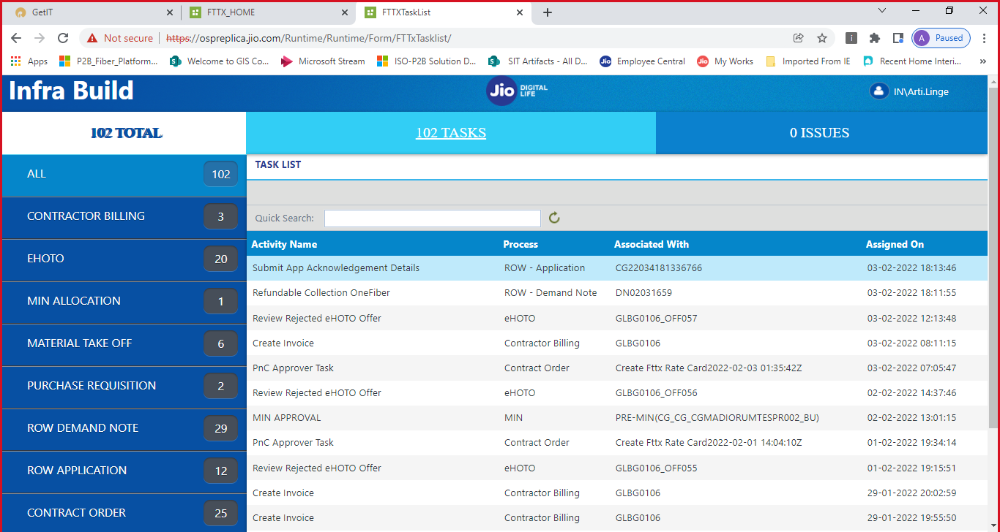 GetIT
FTTX_HOME
FTTXTaskList
Not secure
https://ospreplica.jio.com/Runtime/Runtime/Form/FTTxTasklist/
A
Paused
Apps
P2B_Fiber_Platform...
Welcome to GIS Co...
Microsoft Stream
ISO-P2B Solution D...
SIT Artifacts - All D...
Employee Central
My Works
Imported From IE
Recent Home Interi...
»
Infra Build
Jio DIGITAL
LIFE
IN\Arti.Linge
102 TOTAL
102 TASKS
0 ISSUES
ALL 102
CONTRACTOR BILLING 3
EHOTO 20
MIN ALLOCATION 1
MATERIAL TAKE OFF 6
PURCHASE REQUISITION 2
ROW DEMAND NOTE 29
ROW APPLICATION 12
CONTRACT ORDER 25
TASK LIST
Quick Search:
Activity Name Process Associated With Assigned On
Submit App Acknowledgement Details ROW - Application CG22034181336766 03-02-2022 18:13:46
Refundable Collection OneFiber ROW - Demand Note DN02031659 03-02-2022 18:11:55
Review Rejected eHOTO Offer eHOTO GLBG0106_OFF057 03-02-2022 12:13:48
Create Invoice Contractor Billing GLBG0106 03-02-2022 08:11:15
PnC Approver Task Contract Order Create Fttx Rate Card2022-02-03 01:35:42Z 03-02-2022 07:05:47
Review Rejected eHOTO Offer eHOTO GLBG0106_OFF056 02-02-2022 14:37:46
MIN APPROVAL MIN PRE-MIN(CG_CG_CGMADIORUMTESPR002_BU) 02-02-2022 13:01:15
PnC Approver Task Contract Order Create Fttx Rate Card2022-02-01 14:04:10Z 01-02-2022 19:34:14
Review Rejected eHOTO Offer eHOTO GLBG0106_OFF055 01-02-2022 19:15:51
Create Invoice Contractor Billing GLBG0106 29-01-2022 20:02:59
Create Invoice Contractor Billing GLBG0106 29-01-2022 19:55:50